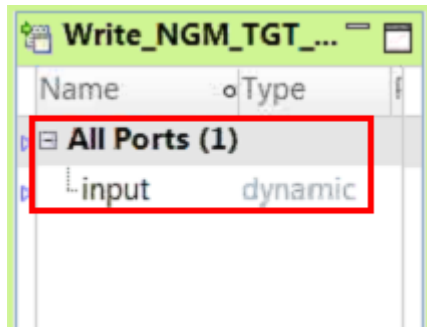 Write_NGM_TGT_...
Name Type
All Ports (1)
input dynamic